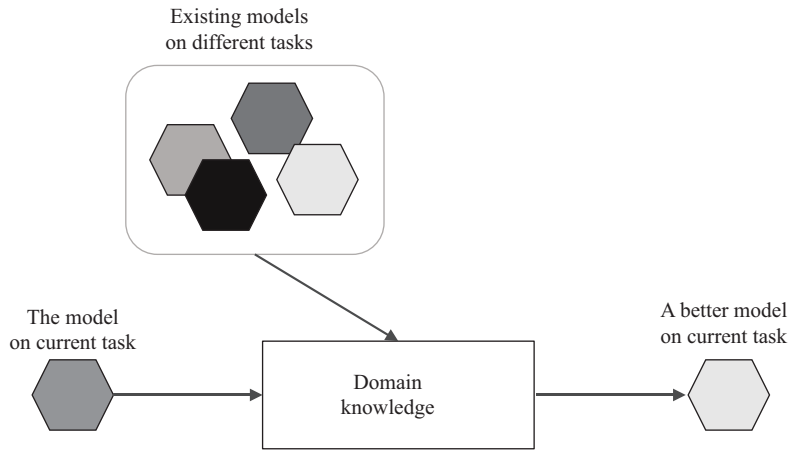 Existing models
on different tasks
The model
on current task
Domain
knowledge
A better model
on current task